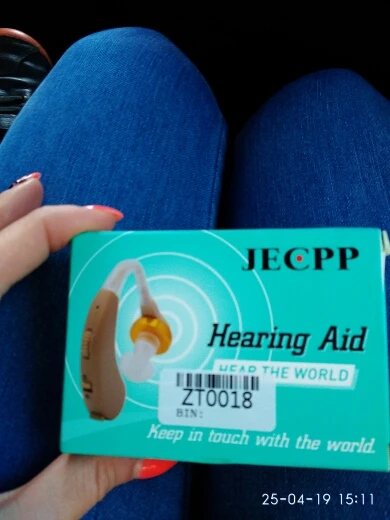 JECPP
Hearing Aid
HEAR THE WORLD
ZT0018
BIN:
Keep in touch with the world.
25-04-19 15:11